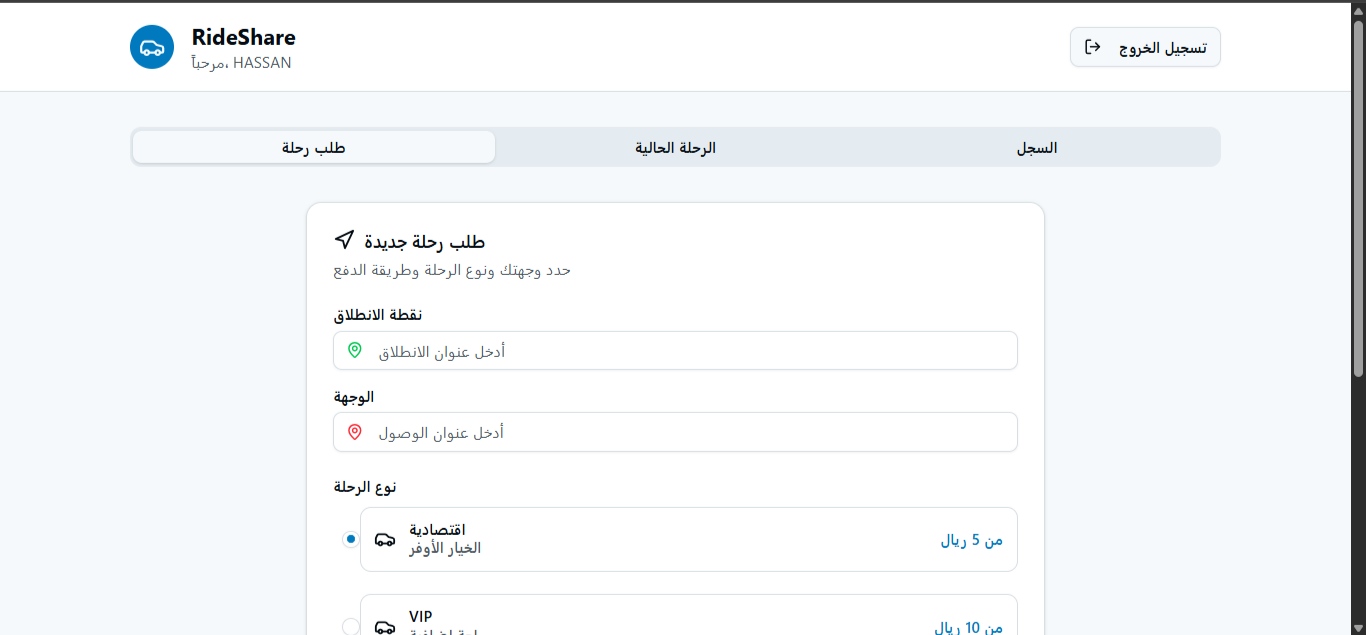 RideShare
مرحباً، HASSAN
تسجيل الخروج
طلب رحلة
الرحلة الحالية
السجل
طلب رحلة جديدة
حدد وجهتك ونوع الرحلة وطريقة الدفع
نقطة الانطلاق
أدخل عنوان الانطلاق
الوجهة
أدخل عنوان الوصول
نوع الرحلة
اقتصادية
الخيار الأوفر
من 5 ريال
VIP
من 10 ريال